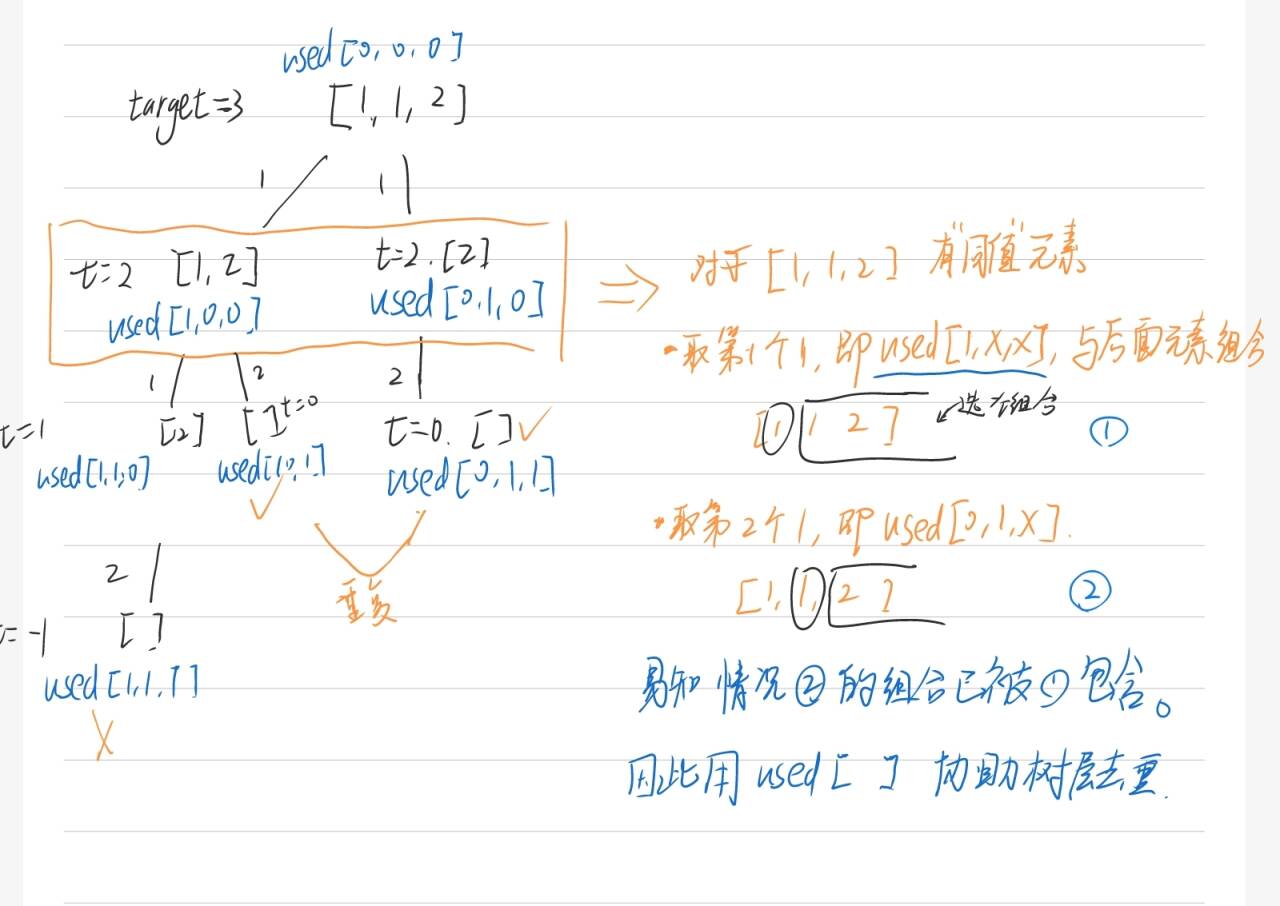 used [0, 0, 0]
target=3 [1, 1, 2]
1 1
t=2 [1, 2] t=2. [2]
used [1, 0, 0] used [0, 1, 0]
1 2 2
t=1 [2] [ ] t=0 t=0. [ ] ✓
used [1, 1, 0] used [1, 0, 1] used [0, 1, 1]
✓
重复
2
t=-1 [ ]
used [1, 1, 1]
X
⇒ 对于 [1, 1, 2] 有"同值"元素
·取第1个1, 即 used [1, X, X], 与后面元素组合
[1, 1 2] 选个组合 ①
·取第2个1, 即 used [0, 1, X].
[1, 1, 2] ②
易知 情况②的组合已被①包含。
因此用 used [ ] 协助树层去重.